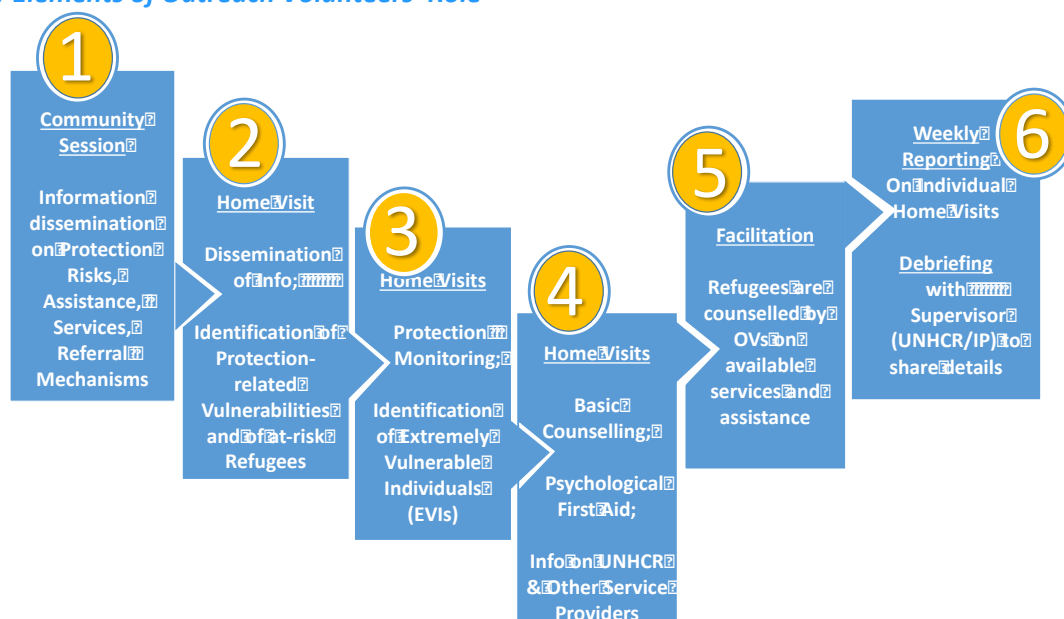 Elements of Outreach Volunteers' Role
1
Community
Session
Information
dissemination
on Protection
Risks,
Assistance,
Services,
Referral
Mechanisms
2
Home Visit
Dissemination
of Info;
Identification of
Protection-
related
Vulnerabilities
and of at-risk
Refugees
3
Home Visits
Protection
Monitoring;
Identification
of Extremely
Vulnerable
Individuals
(EVIs)
4
Home Visits
Basic
Counselling;
Psychological
First Aid;
Info on UNHCR
& Other Service
Providers
5
Facilitation
Refugees are
counselled by
OVs on
available
services and
assistance
6
Weekly
Reporting
On Individual
Home Visits
Debriefing
with
Supervisor
(UNHCR/IP) to
share details